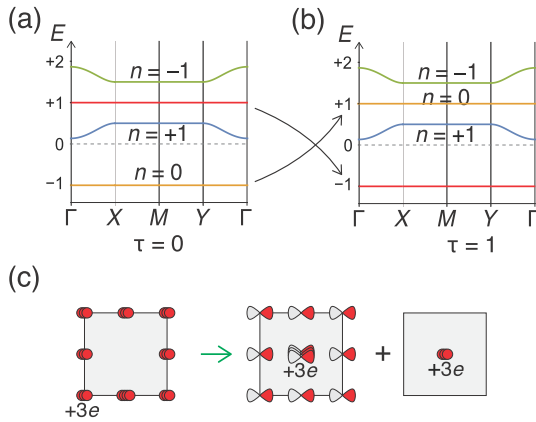 (a)
E
+2
n = −1
+1
n = +1
0
n = 0
−1
Γ X M Y Γ
τ = 0
(b)
E
+2
n = −1
+1
n = 0
n = +1
0
−1
Γ X M Y Γ
τ = 1
(c)
+3e
+3e
+
+3e